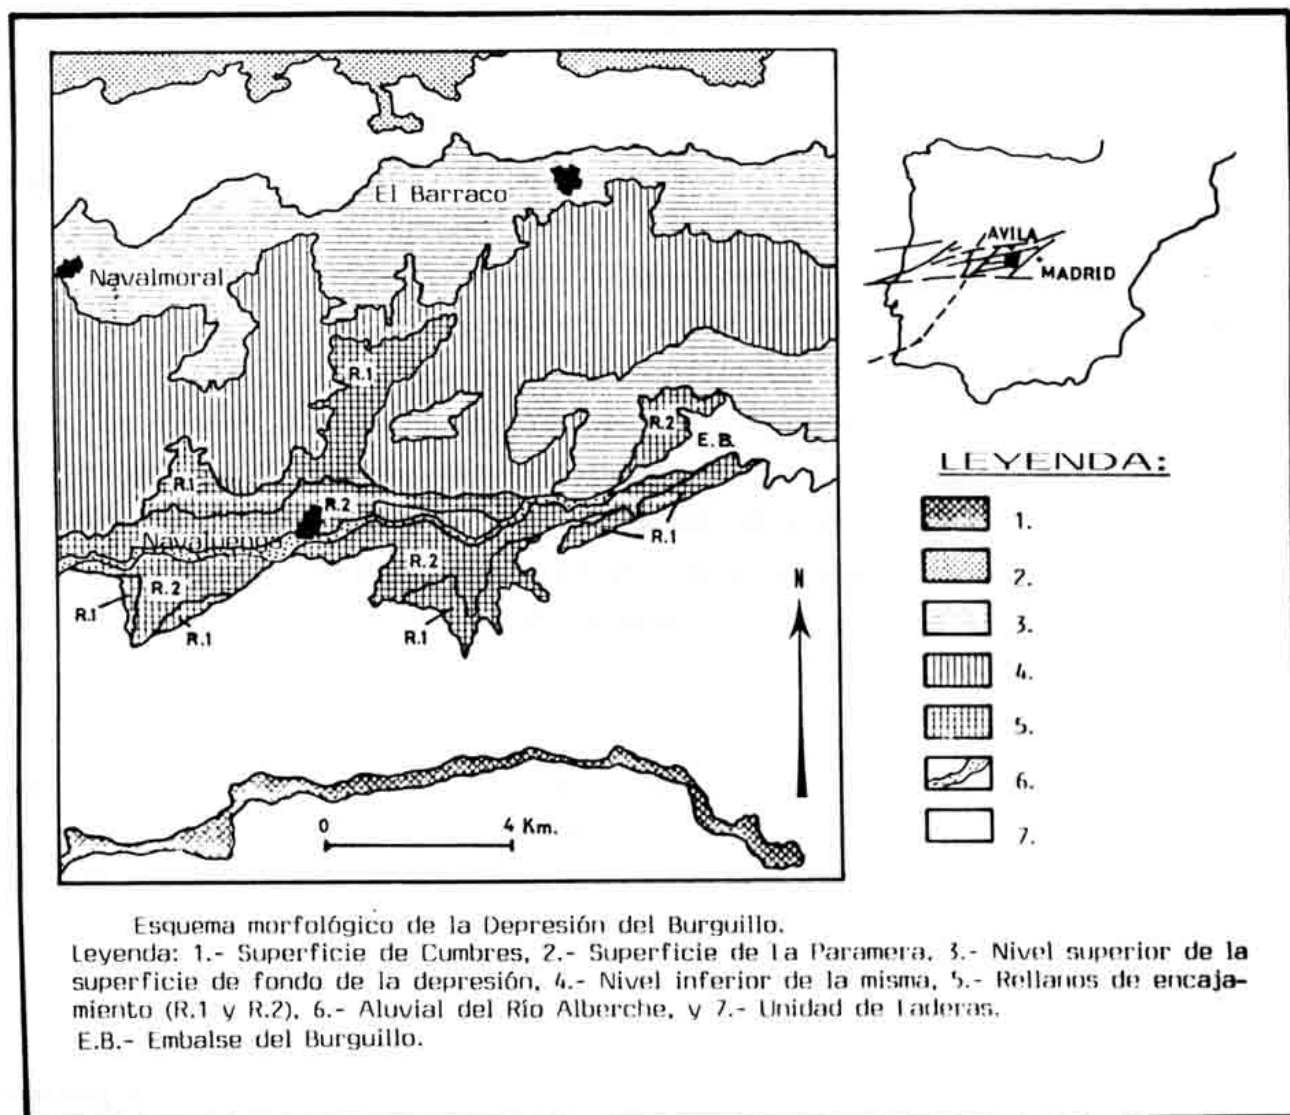 El Barraco
Navalmoral
R.1
R.2
E.B.
R.1
R.2
Navaluenga
R.1
R.2
R.2
R.1
R.1
R.1
N
0 4 Km.
AVILA
MADRID
LEYENDA:
1.
2.
3.
4.
5.
6.
7.
Esquema morfológico de la Depresión del Burguillo.
Leyenda: 1.- Superficie de Cumbres, 2.- Superficie de La Paramera, 3.- Nivel superior de la
superficie de fondo de la depresión, 4.- Nivel inferior de la misma, 5.- Rellanos de encaja-
miento (R.1 y R.2), 6.- Aluvial del Río Alberche, y 7.- Unidad de Laderas.
E.B.- Embalse del Burguillo.